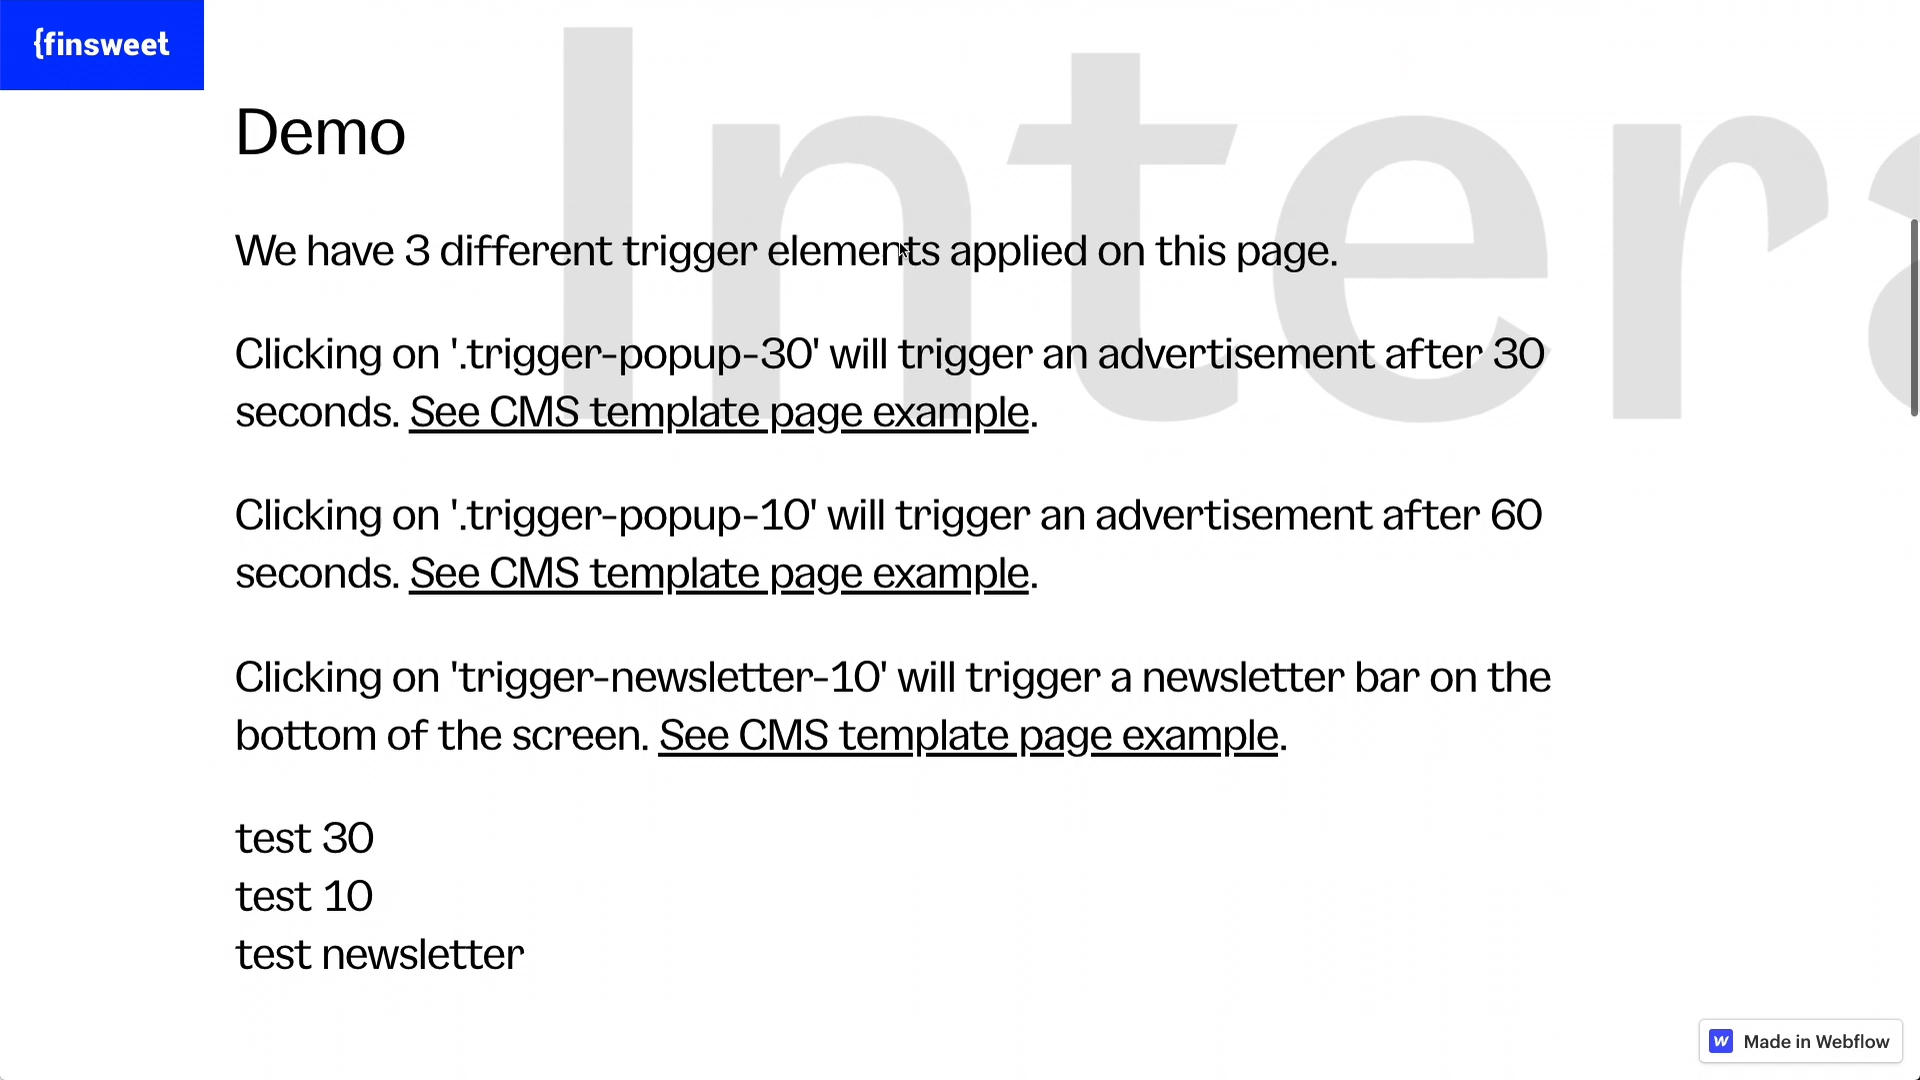 {finsweet
Intera
Demo
We have 3 different trigger elements applied on this page.
Clicking on '.trigger-popup-30' will trigger an advertisement after 30
seconds. See CMS template page example.
Clicking on '.trigger-popup-10' will trigger an advertisement after 60
seconds. See CMS template page example.
Clicking on 'trigger-newsletter-10' will trigger a newsletter bar on the
bottom of the screen. See CMS template page example.
test 30
test 10
test newsletter
W Made in Webflow